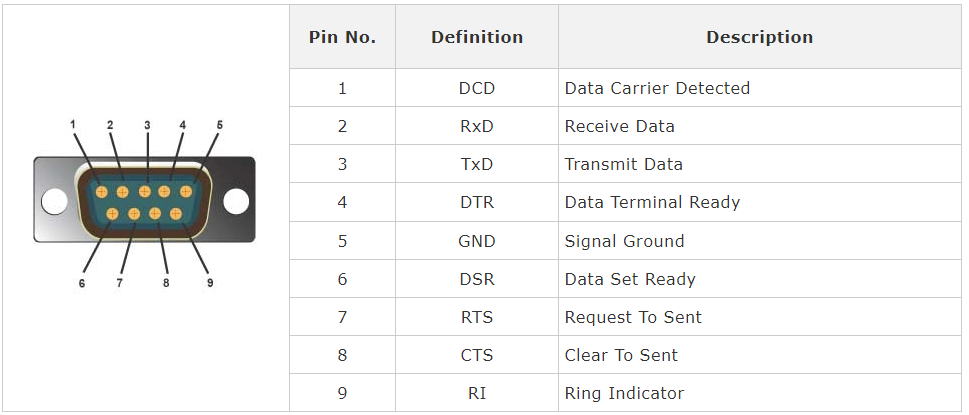 1 2 3 4 5
6 7 8 9
Pin No. Definition Description
1 DCD Data Carrier Detected
2 RxD Receive Data
3 TxD Transmit Data
4 DTR Data Terminal Ready
5 GND Signal Ground
6 DSR Data Set Ready
7 RTS Request To Sent
8 CTS Clear To Sent
9 RI Ring Indicator